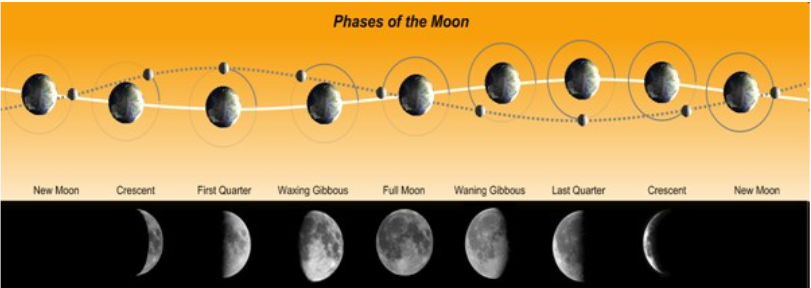 Phases of the Moon
New Moon Crescent First Quarter Waxing Gibbous Full Moon Waning Gibbous Last Quarter Crescent New Moon